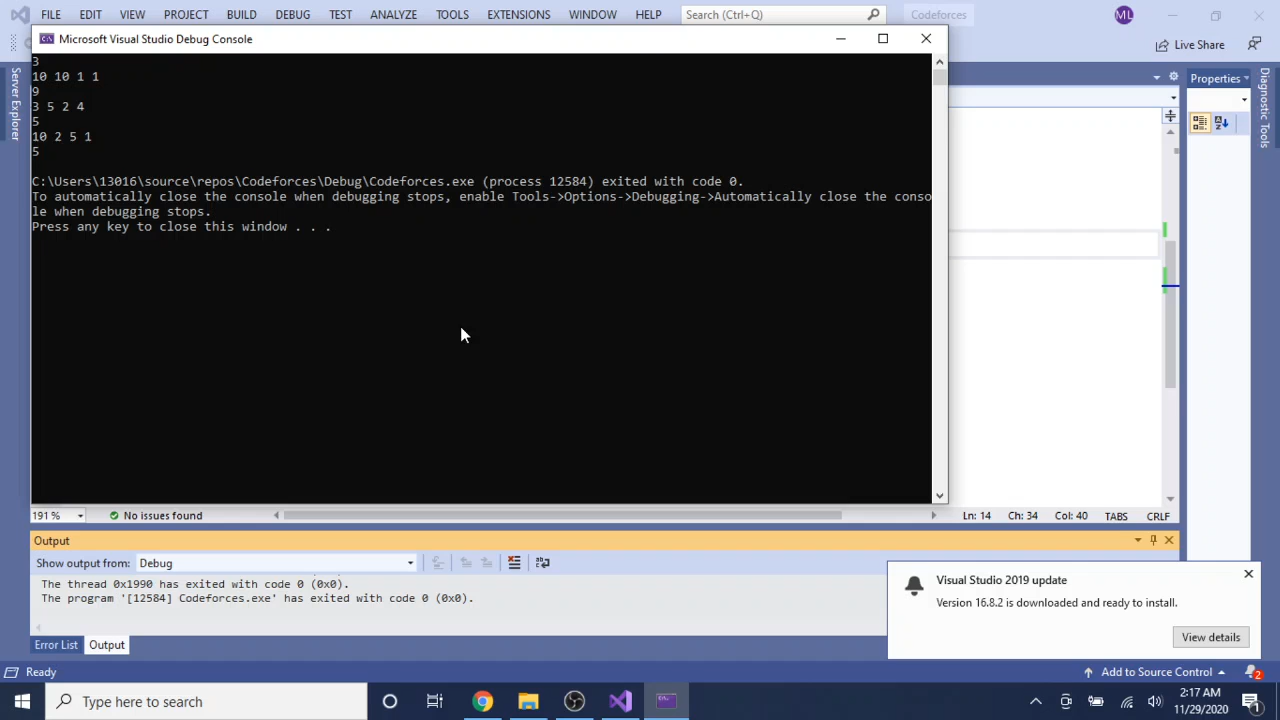 FILE EDIT VIEW PROJECT BUILD DEBUG TEST ANALYZE TOOLS EXTENSIONS WINDOW HELP Search (Ctrl+Q) Codeforces ML
Live Share
Microsoft Visual Studio Debug Console
3
10 10 1 1
9
3 5 2 4
5
10 2 5 1
5
C:\Users\13016\source\repos\Codeforces\Debug\Codeforces.exe (process 12584) exited with code 0.
To automatically close the console when debugging stops, enable Tools->Options->Debugging->Automatically close the conso
le when debugging stops.
Press any key to close this window . . .
Server Explorer
Properties
Diagnostic Tools
191 % No issues found Ln: 14 Ch: 34 Col: 40 TABS CRLF
Output
Show output from: Debug
The thread 0x1990 has exited with code 0 (0x0).
The program '[12584] Codeforces.exe' has exited with code 0 (0x0).
Error List Output
Visual Studio 2019 update
Version 16.8.2 is downloaded and ready to install.
View details
Ready Add to Source Control 2
Type here to search
2:17 AM
11/29/2020 1